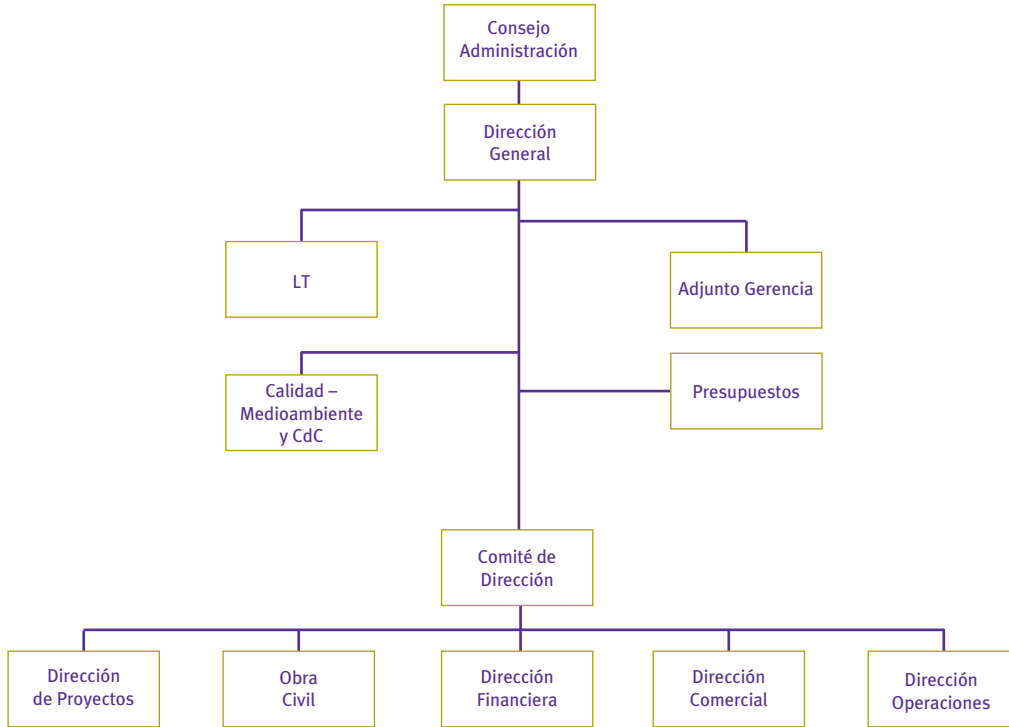 Consejo
Administración
Dirección
General
LT
Adjunto Gerencia
Calidad –
Medioambiente
y CdC
Presupuestos
Comité de
Dirección
Dirección
de Proyectos
Obra
Civil
Dirección
Financiera
Dirección
Comercial
Dirección
Operaciones